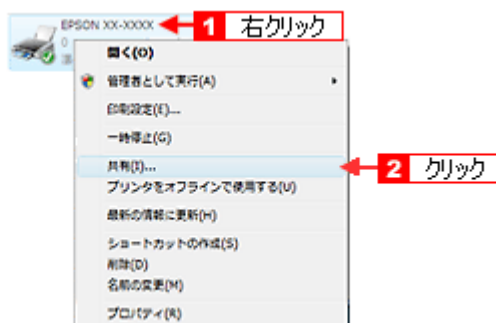 EPSON XX-XXXX
1 右クリック
0
開く(O)
管理者として実行(A)
印刷設定(E)...
一時停止(G)
共有(I)...
2 クリック
プリンタをオフラインで使用する(U)
最新の情報に更新(H)
ショートカットの作成(S)
削除(D)
名前の変更(M)
プロパティ(R)